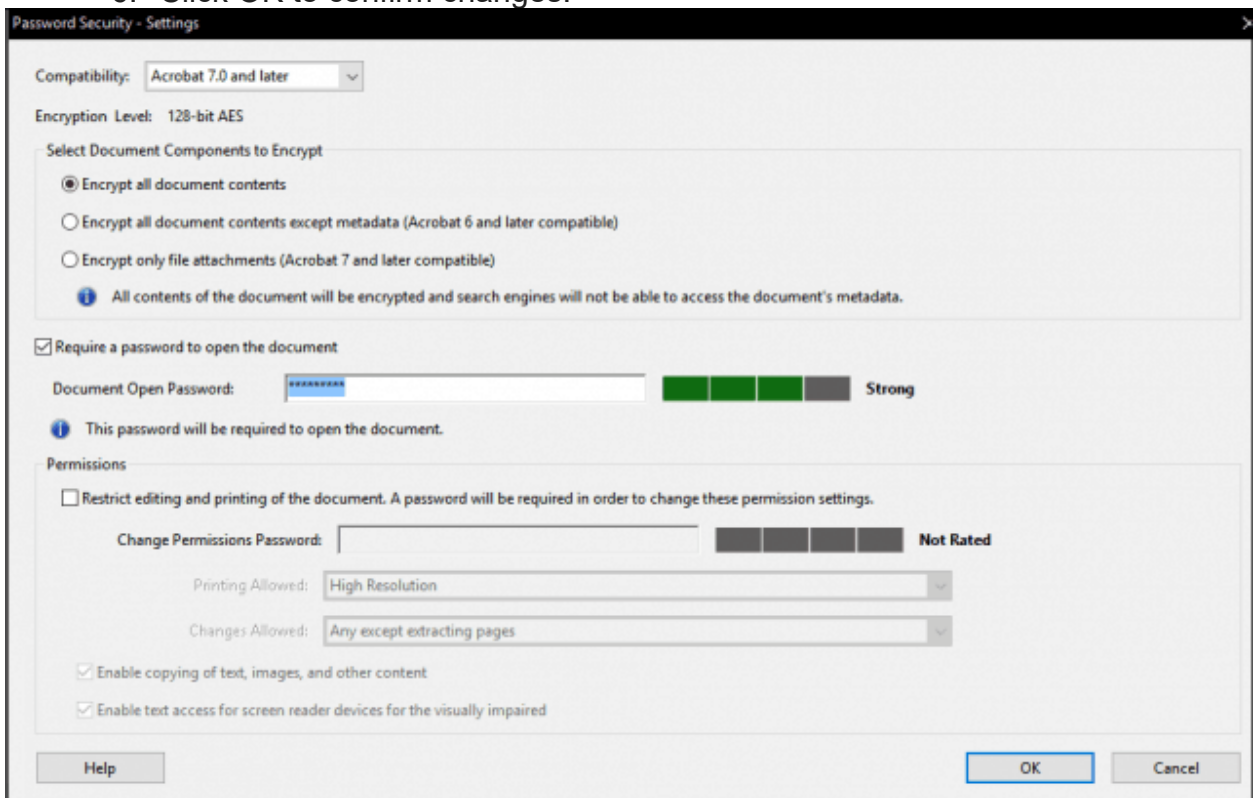 Click OK to confirm changes.
Password Security - Settings
Compatibility: Acrobat 7.0 and later
Encryption Level: 128-bit AES
Select Document Components to Encrypt
Encrypt all document contents
Encrypt all document contents except metadata (Acrobat 6 and later compatible)
Encrypt only file attachments (Acrobat 7 and later compatible)
All contents of the document will be encrypted and search engines will not be able to access the document's metadata.
Require a password to open the document
Document Open Password: ********* Strong
This password will be required to open the document.
Permissions
Restrict editing and printing of the document. A password will be required in order to change these permission settings.
Change Permissions Password: Not Rated
Printing Allowed: High Resolution
Changes Allowed: Any except extracting pages
Enable copying of text, images, and other content
Enable text access for screen reader devices for the visually impaired
Help OK Cancel